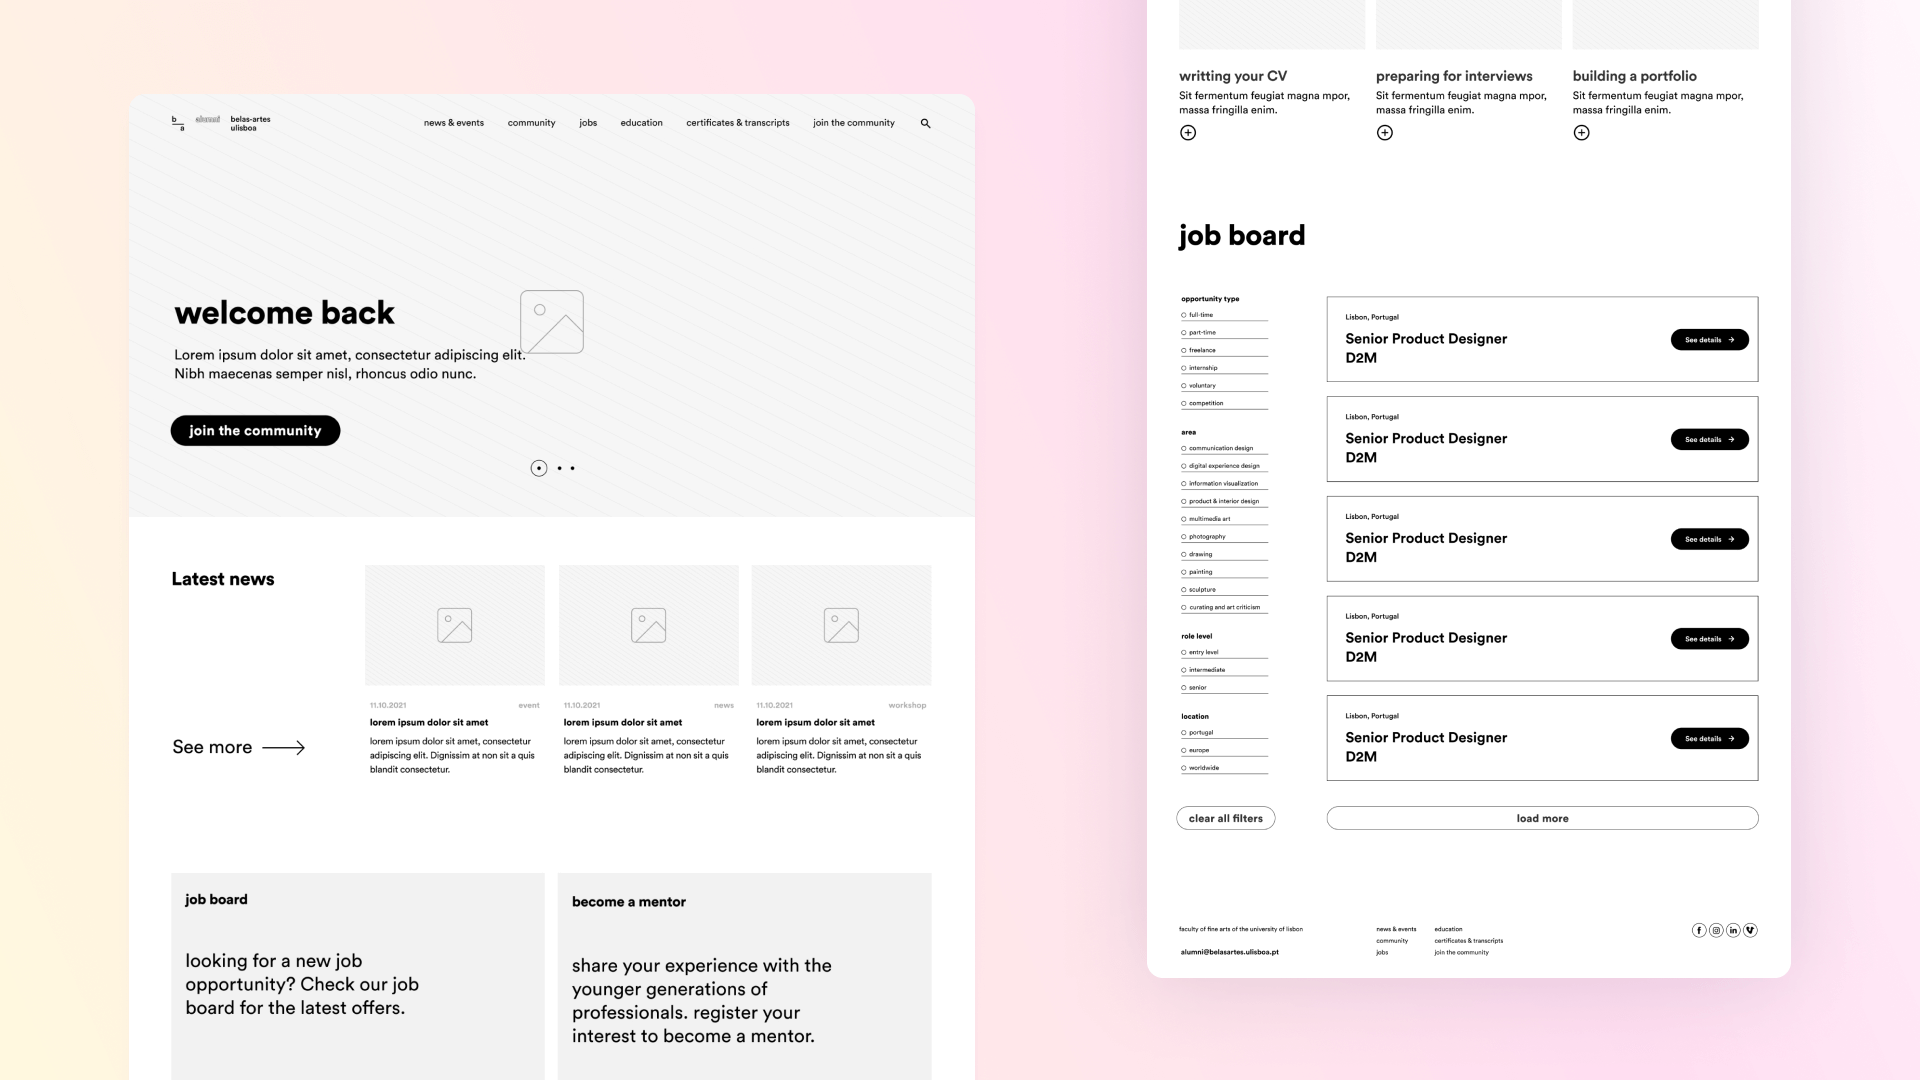 b
a
alumni
belas-artes
ulisboa
news & events
community
jobs
education
certificates & transcripts
join the community
welcome back
Lorem ipsum dolor sit amet, consectetur adipiscing elit.
Nibh maecenas semper nisl, rhoncus odio nunc.
join the community
Latest news
See more
11.10.2021
event
lorem ipsum dolor sit amet
lorem ipsum dolor sit amet, consectetur
adipiscing elit. Dignissim at non sit a quis
blandit consectetur.
11.10.2021
news
lorem ipsum dolor sit amet
lorem ipsum dolor sit amet, consectetur
adipiscing elit. Dignissim at non sit a quis
blandit consectetur.
11.10.2021
workshop
lorem ipsum dolor sit amet
lorem ipsum dolor sit amet, consectetur
adipiscing elit. Dignissim at non sit a quis
blandit consectetur.
job board
looking for a new job
opportunity? Check our job
board for the latest offers.
become a mentor
share your experience with the
younger generations of
professionals. register your
interest to become a mentor.
writting your CV
Sit fermentum feugiat magna mpor,
massa fringilla enim.
preparing for interviews
Sit fermentum feugiat magna mpor,
massa fringilla enim.
building a portfolio
Sit fermentum feugiat magna mpor,
massa fringilla enim.
job board
opportunity type
full-time
part-time
freelance
internship
voluntary
competition
area
communication design
digital experience design
information visualization
product & interior design
multimedia art
photography
drawing
painting
sculpture
curating and art criticism
role level
entry level
intermediate
senior
location
portugal
europe
worldwide
clear all filters
Lisbon, Portugal
Senior Product Designer
D2M
See details
Lisbon, Portugal
Senior Product Designer
D2M
See details
Lisbon, Portugal
Senior Product Designer
D2M
See details
Lisbon, Portugal
Senior Product Designer
D2M
See details
Lisbon, Portugal
Senior Product Designer
D2M
See details
load more
faculty of fine arts of the university of lisbon
alumni@belasartes.ulisboa.pt
news & events
community
jobs
education
certificates & transcripts
join the community